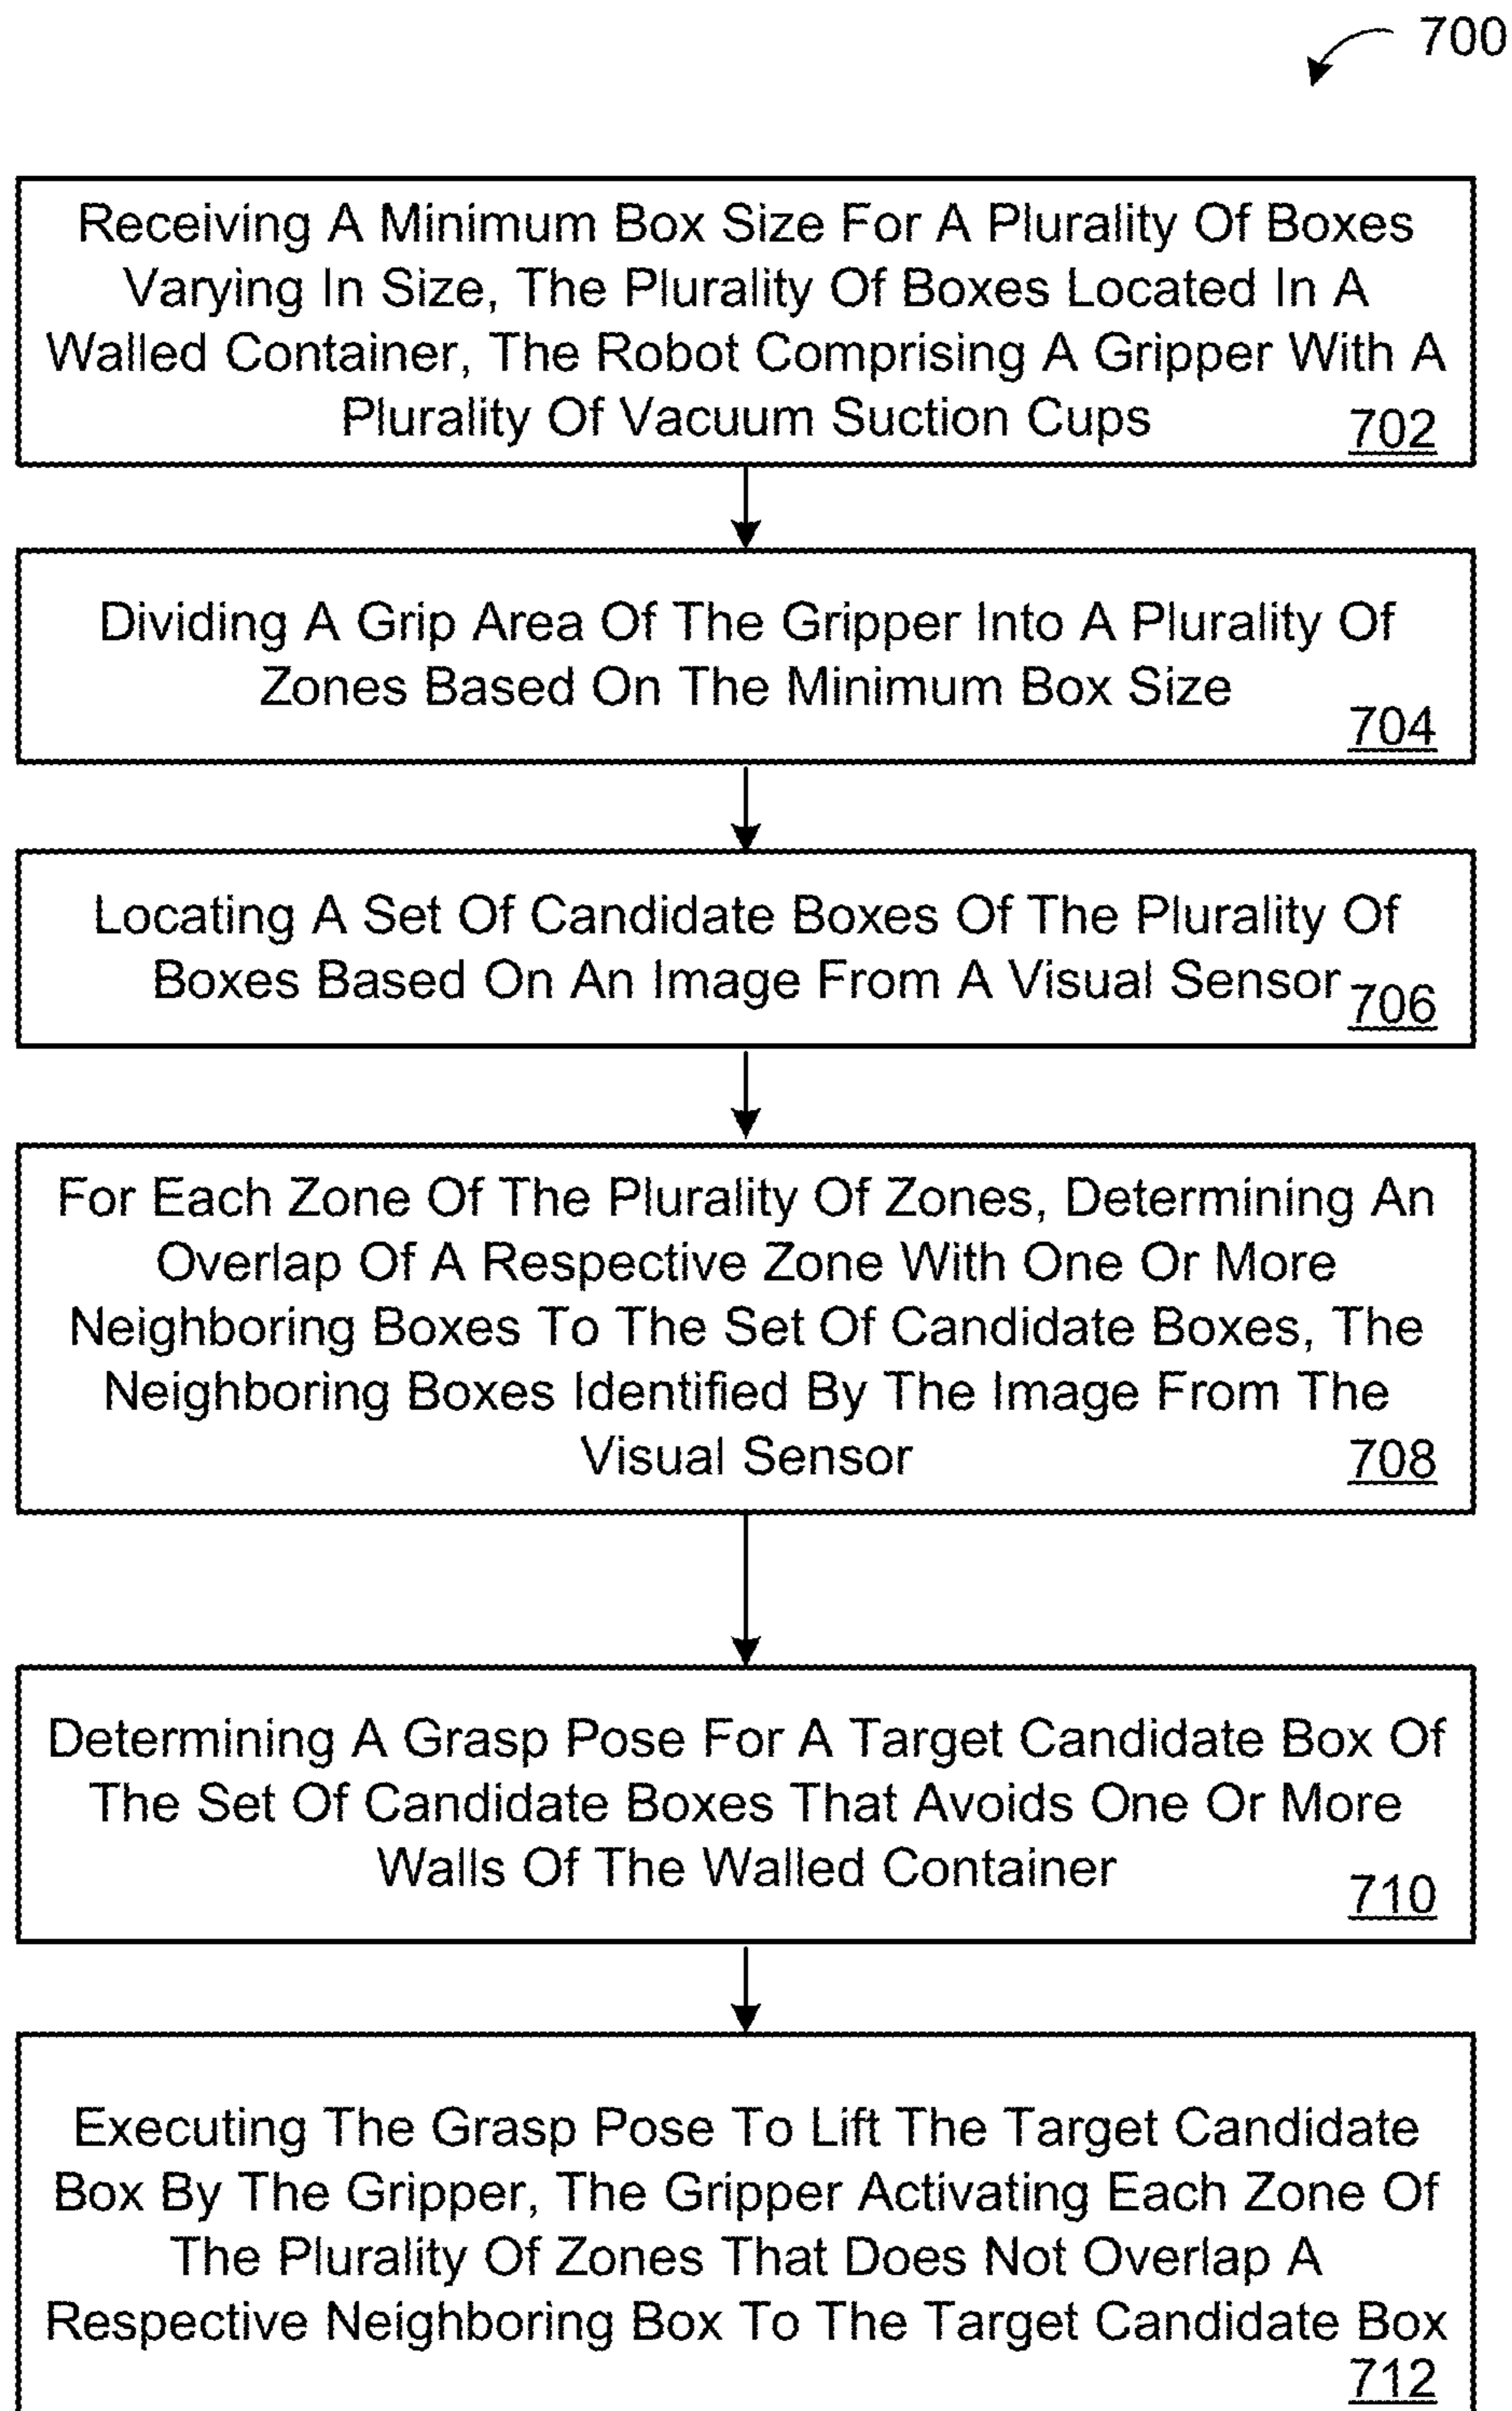 700
Receiving A Minimum Box Size For A Plurality Of Boxes
Varying In Size, The Plurality Of Boxes Located In A
Walled Container, The Robot Comprising A Gripper With A
Plurality Of Vacuum Suction Cups
702
Dividing A Grip Area Of The Gripper Into A Plurality Of
Zones Based On The Minimum Box Size
704
Locating A Set Of Candidate Boxes Of The Plurality Of
Boxes Based On An Image From A Visual Sensor
706
For Each Zone Of The Plurality Of Zones, Determining An
Overlap Of A Respective Zone With One Or More
Neighboring Boxes To The Set Of Candidate Boxes, The
Neighboring Boxes Identified By The Image From The
Visual Sensor
708
Determining A Grasp Pose For A Target Candidate Box Of
The Set Of Candidate Boxes That Avoids One Or More
Walls Of The Walled Container
710
Executing The Grasp Pose To Lift The Target Candidate
Box By The Gripper, The Gripper Activating Each Zone Of
The Plurality Of Zones That Does Not Overlap A
Respective Neighboring Box To The Target Candidate Box
712